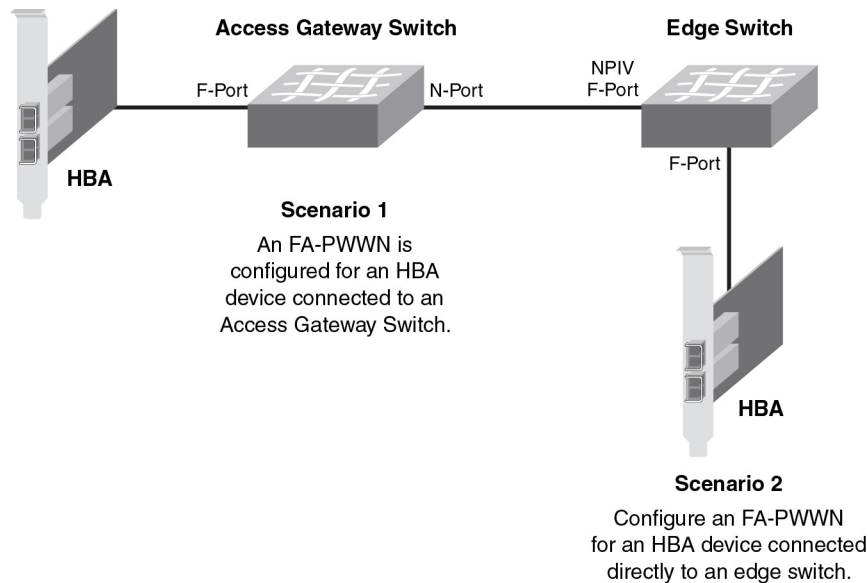 Access Gateway Switch
Edge Switch
F-Port
N-Port
NPIV
F-Port
HBA
F-Port
Scenario 1
An FA-PWWN is
configured for an HBA
device connected to an
Access Gateway Switch.
HBA
Scenario 2
Configure an FA-PWWN
for an HBA device connected
directly to an edge switch.